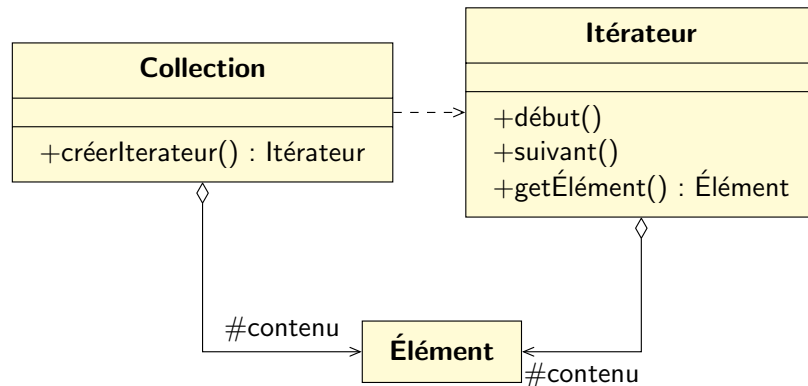 Collection
+créerIterateur() : Itérateur
Itérateur
+début()
+suivant()
+getÉlément() : Élément
#contenu
Élément
#contenu